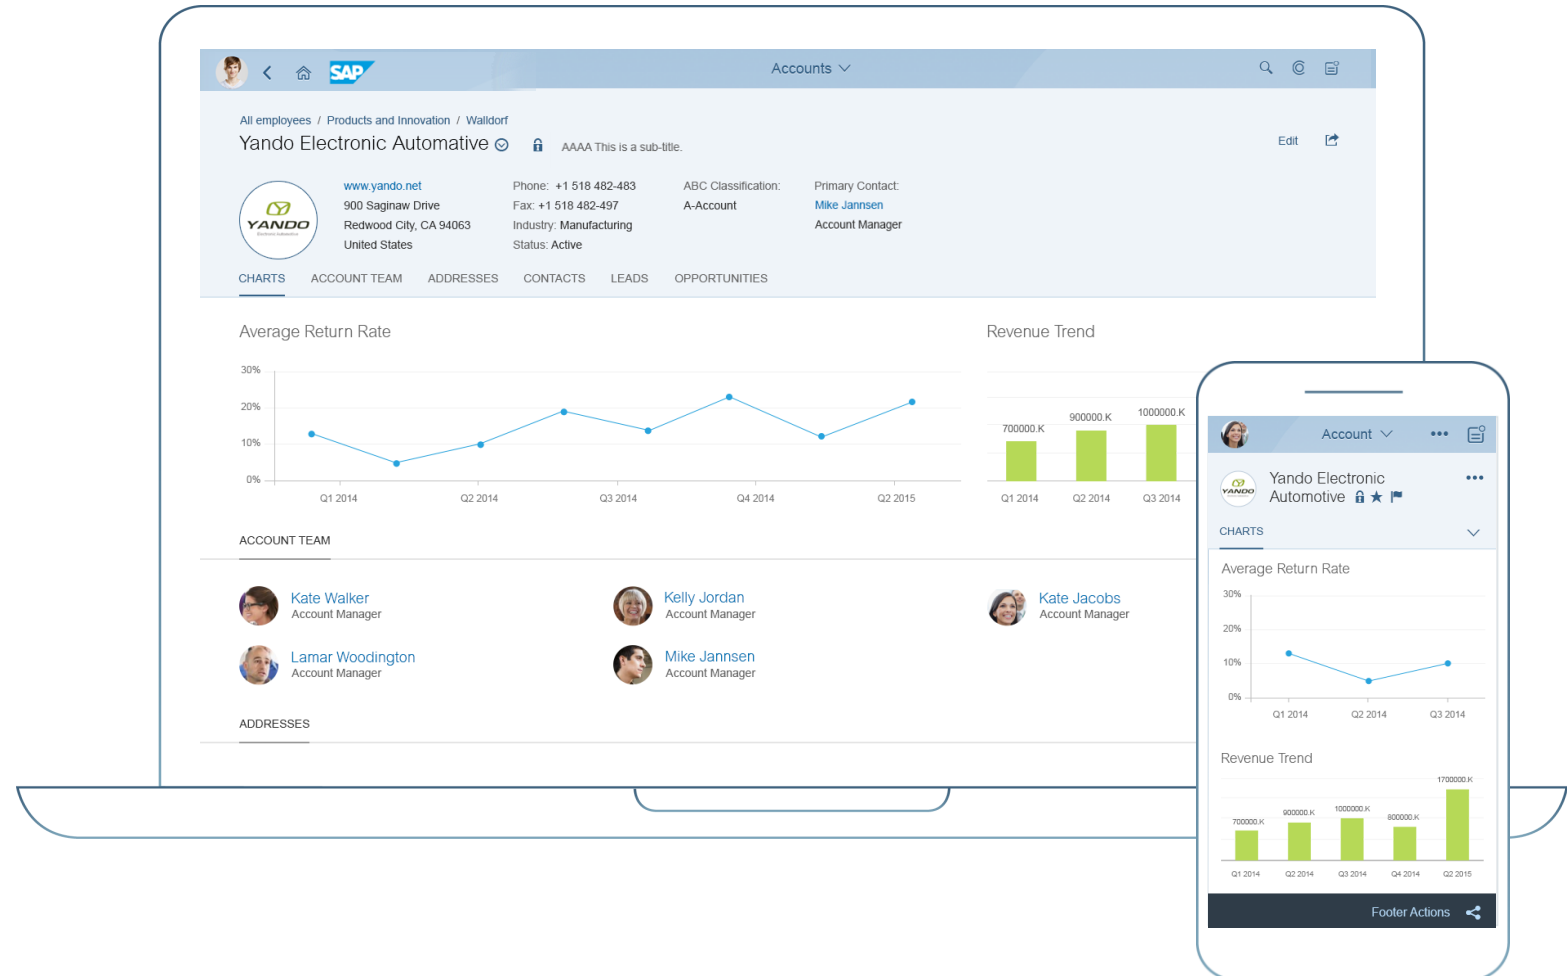 SAP
Accounts
All employees / Products and Innovation / Walldorf
Yando Electronic Automative
AAAA This is a sub-title.
Edit
YANDO
Electronic Automotive
www.yando.net
900 Saginaw Drive
Redwood City, CA 94063
United States
Phone: +1 518 482-483
Fax: +1 518 482-497
Industry: Manufacturing
Status: Active
ABC Classification:
A-Account
Primary Contact:
Mike Jannsen
Account Manager
CHARTS ACCOUNT TEAM ADDRESSES CONTACTS LEADS OPPORTUNITIES
Average Return Rate
30%
20%
10%
0%
Q1 2014 Q2 2014 Q3 2014 Q4 2014 Q2 2015
Revenue Trend
700000.K 900000.K 1000000.K
Q1 2014 Q2 2014 Q3 2014
ACCOUNT TEAM
Kate Walker
Account Manager
Kelly Jordan
Account Manager
Kate Jacobs
Account Manager
Lamar Woodington
Account Manager
Mike Jannsen
Account Manager
ADDRESSES
Account
YANDO
Yando Electronic
Automotive
CHARTS
Average Return Rate
30%
20%
10%
0%
Q1 2014 Q2 2014 Q3 2014
Revenue Trend
700000.K 900000.K 1000000.K 800000.K 1700000.K
Q1 2014 Q2 2014 Q3 2014 Q4 2014 Q2 2015
Footer Actions